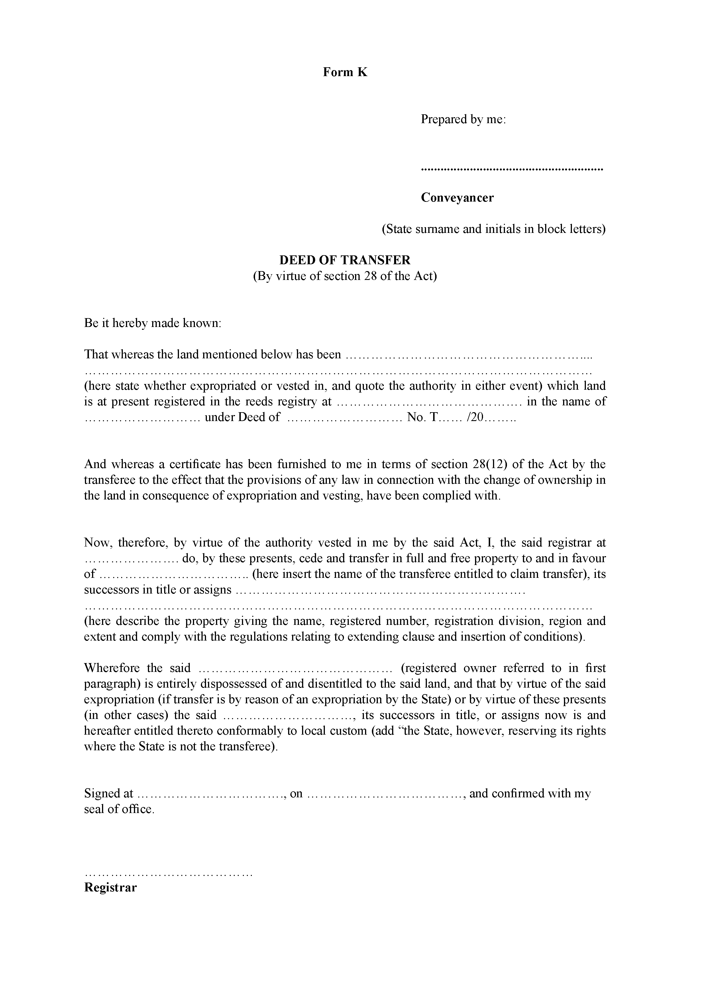 Form K
Prepared by me:
........................................................
Conveyancer
(State surname and initials in block letters)
DEED OF TRANSFER
(By virtue of section 28 of the Act)
Be it hereby made known:
That whereas the land mentioned below has been ………………………………………………....
…………………………………………………………………………………………………………
(here state whether expropriated or vested in, and quote the authority in either event) which land
is at present registered in the reeds registry at ……………………………………. in the name of
……………………… under Deed of ……………………… No. T…… /20……..
And whereas a certificate has been furnished to me in terms of section 28(12) of the Act by the
transferee to the effect that the provisions of any law in connection with the change of ownership in
the land in consequence of expropriation and vesting, have been complied with.
Now, therefore, by virtue of the authority vested in me by the said Act, I, the said registrar at
…………………. do, by these presents, cede and transfer in full and free property to and in favour
of …………………………….. (here insert the name of the transferee entitled to claim transfer), its
successors in title or assigns ………………………………………………………….
…………………………………………………………………………………………………………
(here describe the property giving the name, registered number, registration division, region and
extent and comply with the regulations relating to extending clause and insertion of conditions).
Wherefore the said ……………………………………… (registered owner referred to in first
paragraph) is entirely dispossessed of and disentitled to the said land, and that by virtue of the said
expropriation (if transfer is by reason of an expropriation by the State) or by virtue of these presents
(in other cases) the said …………………………, its successors in title, or assigns now is and
hereafter entitled thereto conformably to local custom (add “the State, however, reserving its rights
where the State is not the transferee).
Signed at ……………………………., on ………………………………, and confirmed with my
seal of office.
…………………………………
Registrar